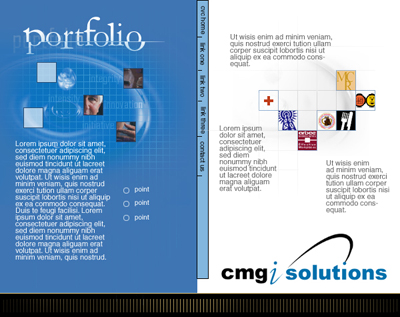 portfolio
Lorem ipsum dolor sit amet,
consectetuer adipiscing elit,
sed diem nonummy nibh
euismod tincidunt ut lacreet
dolore magna aliguam erat
volutpat. Ut wisis enim ad
minim veniam, quis nostrud
exerci tution ullam corper
suscipit lobortis nisi ut aliquip
ex ea commodo consequat.
Duis te feugi facilisi. Lorem
ipsum dolor sit amet,
consectetuer adipiscing elit,
sed diem nonummy nibh
euismod tincidunt ut lacreet
dolore magna aliguam erat
volutpat. Ut wisis enim ad
minim veniam, quis nostrud.
point
point
point
cvc home
link one
link two
link three
contact us
Ut wisis enim ad minim veniam,
quis nostrud exerci tution ullam
corper suscipit lobortis nisi ut
aliquip ex ea commodo cons-
equat.
Lorem ipsum
dolor sit amet,
consectetuer
adipiscing elit,
sed diem
nonummy nibh
euismod
tincidunt ut
lacreet dolore
magna aliguam
erat volutpat.
Ut wisis enim ad
minim veniam,
quis nostrud
exerci tution
ullam corper
suscipit lobortis
nisi ut aliquip ex
ea commodo cons-
equat.
cmgi solutions